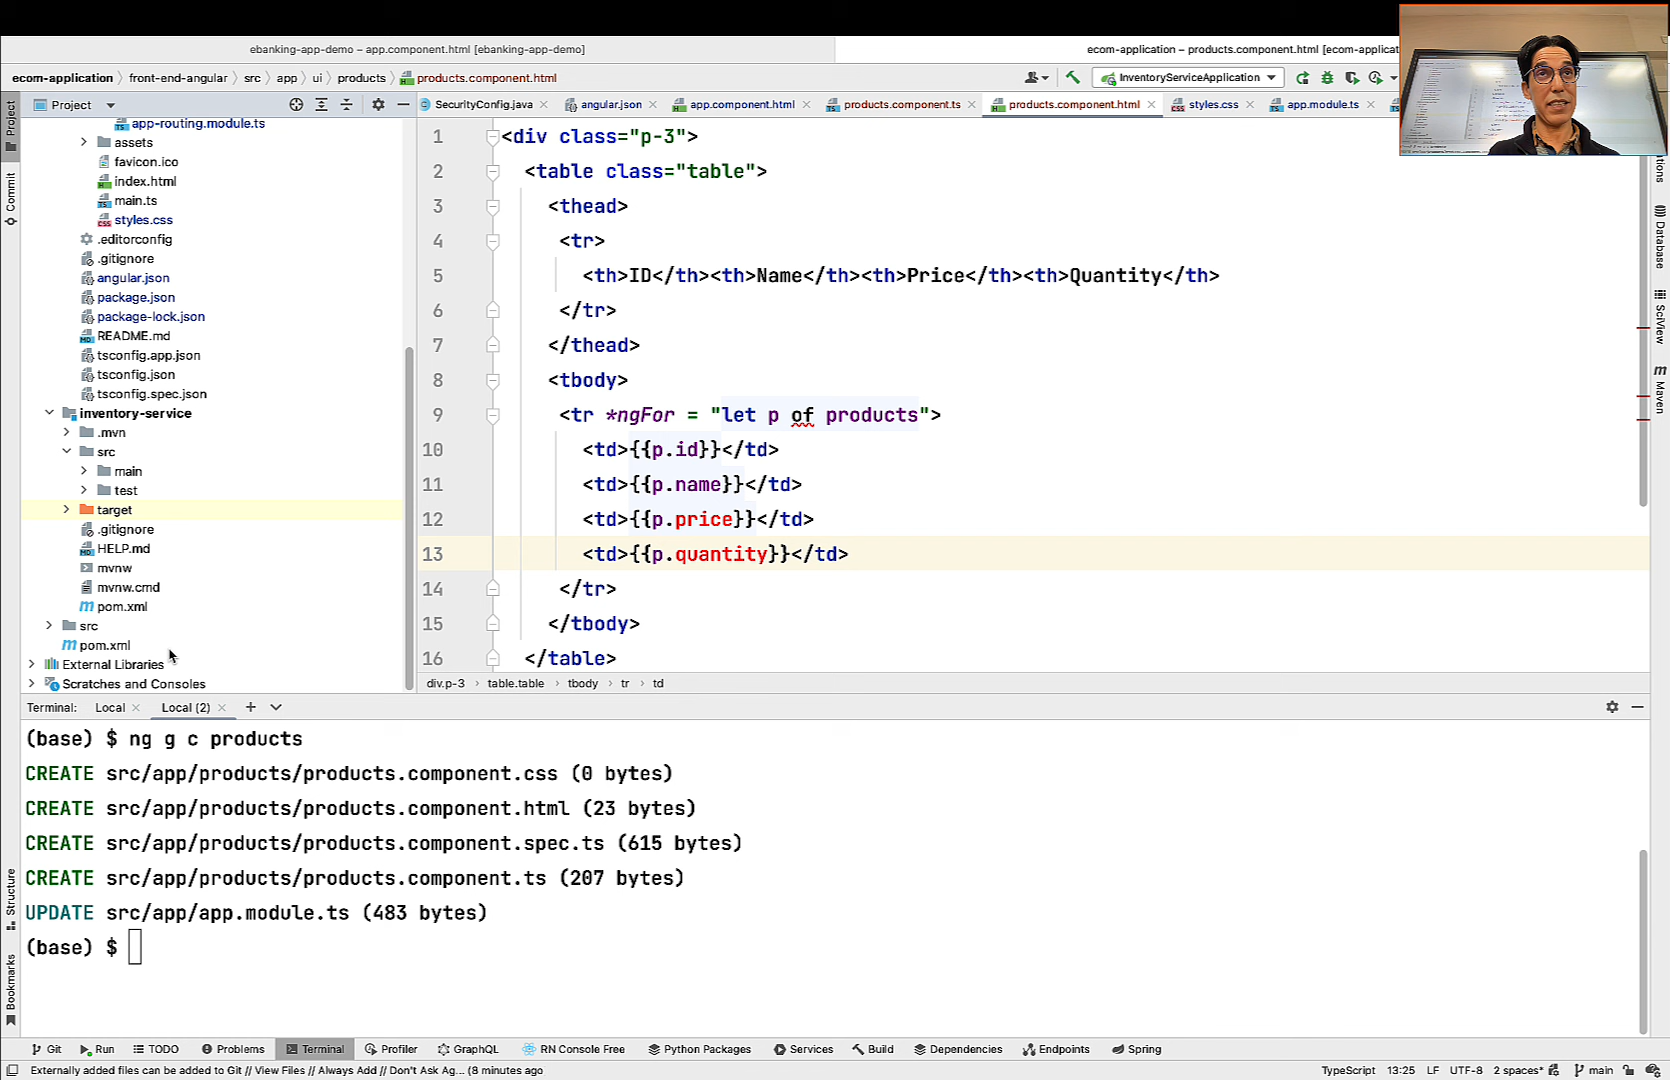 ebanking-app-demo – app.component.html [ebanking-app-demo]
ecom-application – products.component.html [ecom-applicati
ecom-application
front-end-angular
src
app
ui
products
products.component.html
InventoryServiceApplication
Project
SecurityConfig.java
angular.json
app.component.html
products.component.ts
products.component.html
styles.css
app.module.ts
Project
Commit
Structure
Bookmarks
app-routing.module.ts
assets
favicon.ico
index.html
main.ts
styles.css
.editorconfig
.gitignore
angular.json
package.json
package-lock.json
README.md
tsconfig.app.json
tsconfig.json
tsconfig.spec.json
inventory-service
.mvn
src
main
test
target
.gitignore
HELP.md
mvnw
mvnw.cmd
pom.xml
src
pom.xml
External Libraries
Scratches and Consoles
1 <div class="p-3">
2 <table class="table">
3 <thead>
4 <tr>
5 <th>ID</th><th>Name</th><th>Price</th><th>Quantity</th>
6 </tr>
7 </thead>
8 <tbody>
9 <tr *ngFor = "let p of products">
10 <td>{{p.id}}</td>
11 <td>{{p.name}}</td>
12 <td>{{p.price}}</td>
13 <td>{{p.quantity}}</td>
14 </tr>
15 </tbody>
16 </table>
div.p-3
table.table
tbody
tr
td
ations
Database
SciView
Maven
Terminal: Local Local (2)
(base) $ ng g c products
CREATE src/app/products/products.component.css (0 bytes)
CREATE src/app/products/products.component.html (23 bytes)
CREATE src/app/products/products.component.spec.ts (615 bytes)
CREATE src/app/products/products.component.ts (207 bytes)
UPDATE src/app/app.module.ts (483 bytes)
(base) $
Git Run TODO Problems Terminal Profiler GraphQL RN Console Free Python Packages Services Build Dependencies Endpoints Spring
Externally added files can be added to Git // View Files // Always Add // Don't Ask Ag... (8 minutes ago
TypeScript 13:25 LF UTF-8 2 spaces* main